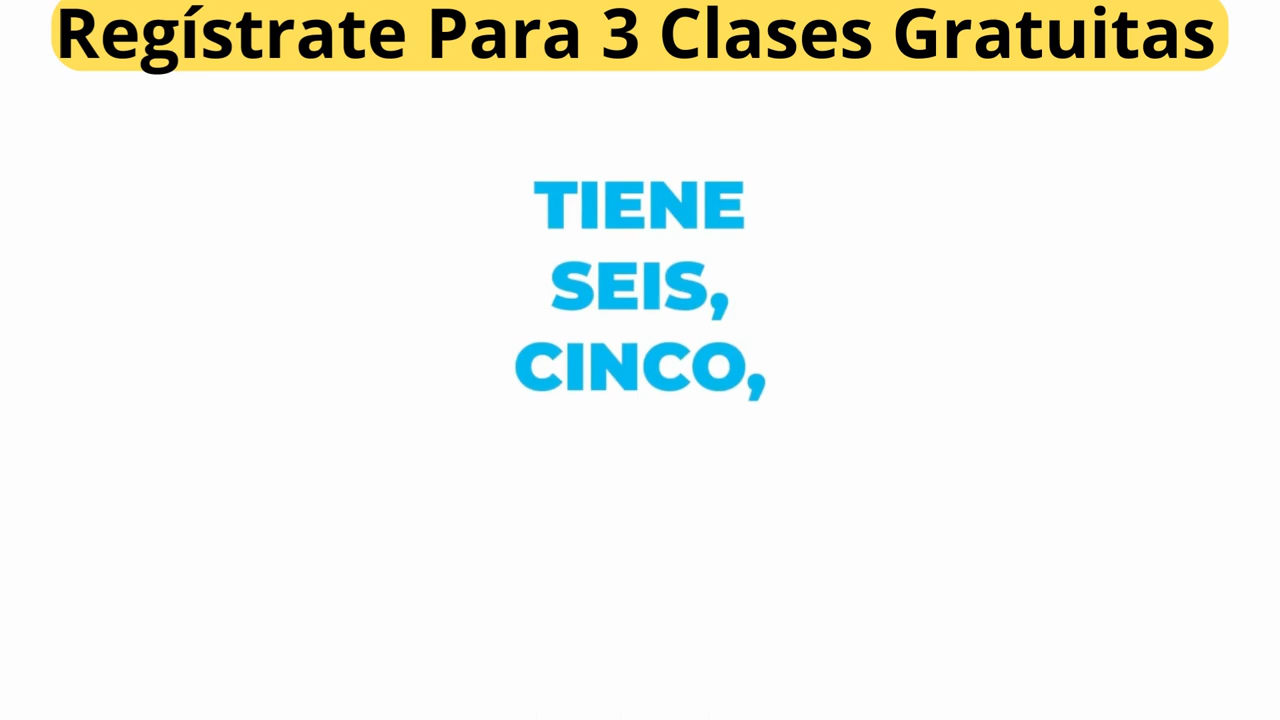 Regístrate Para 3 Clases Gratuitas
TIENE
SEIS,
CINCO,